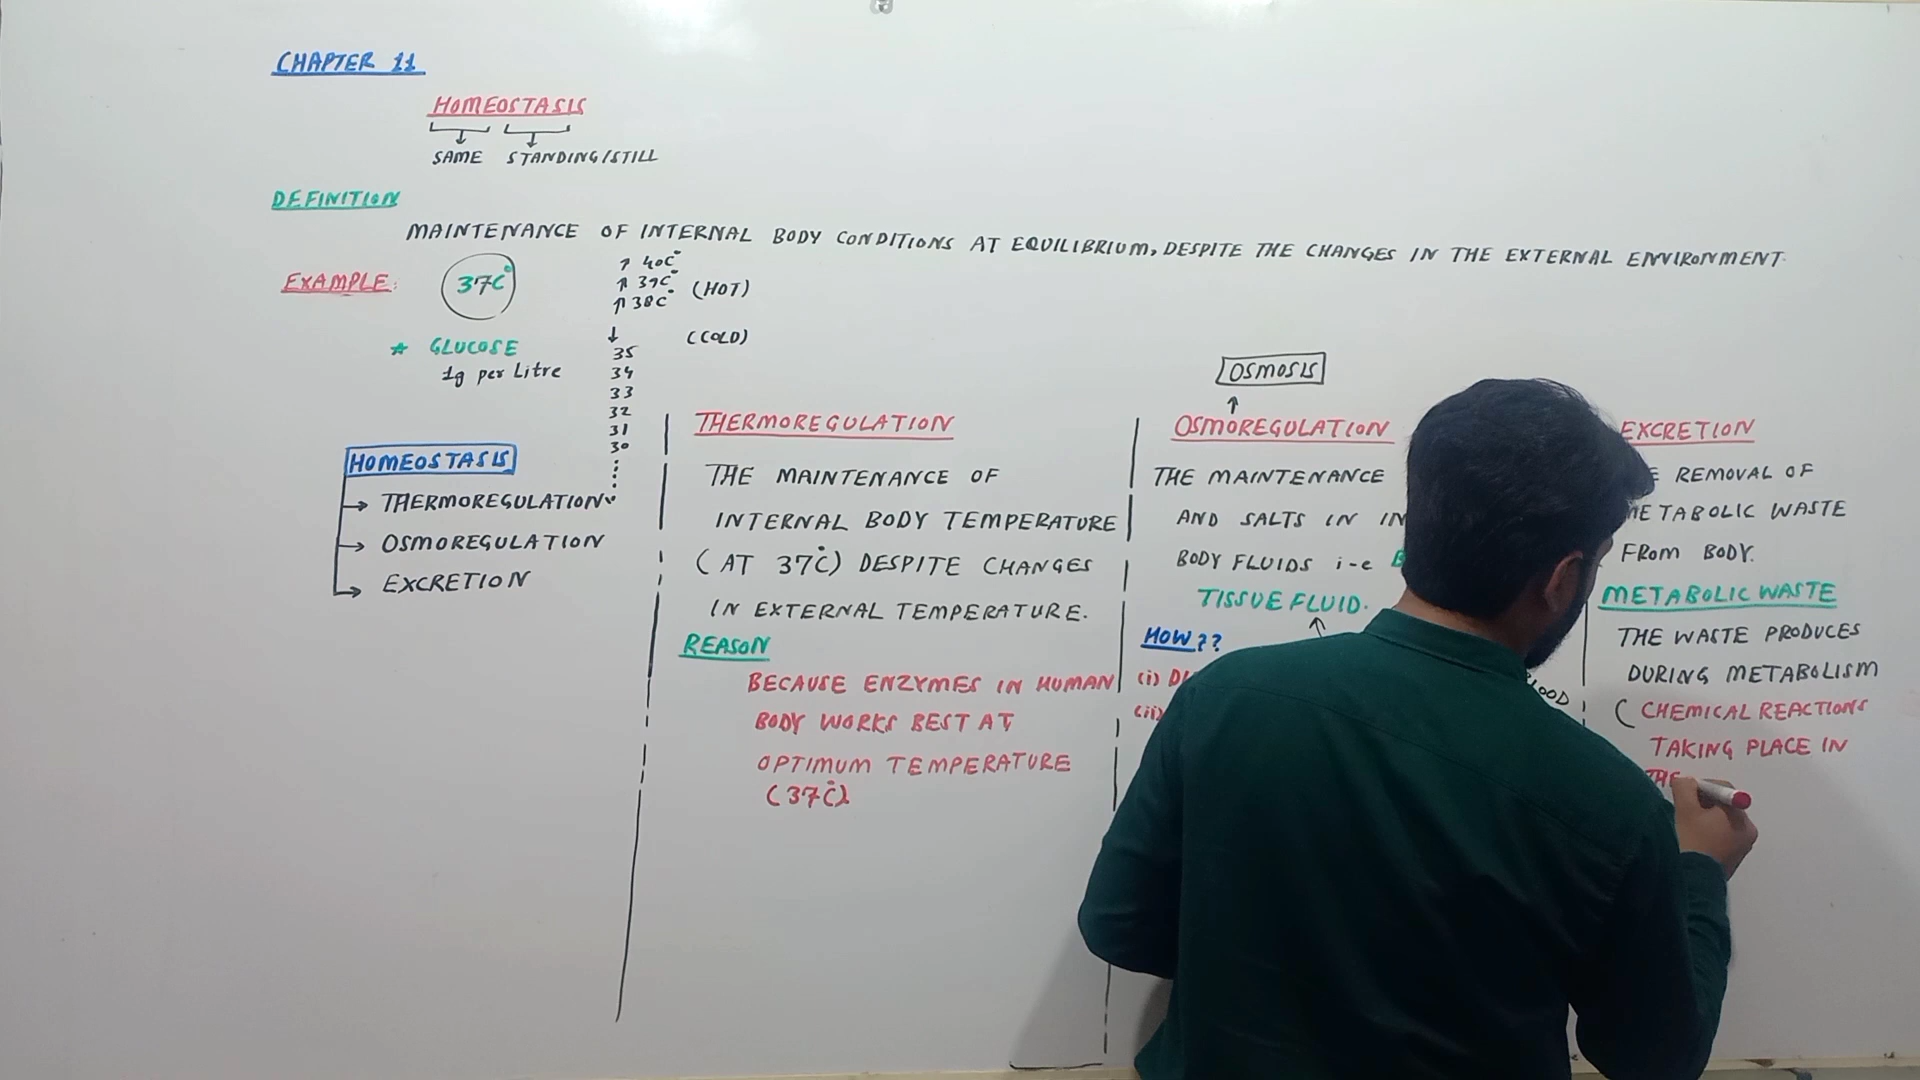 CHAPTER 11
HOMEOSTASIS
SAME STANDING/STILL
DEFINITION
MAINTENANCE OF INTERNAL BODY CONDITIONS AT EQUILIBRIUM, DESPITE THE CHANGES IN THE EXTERNAL ENVIRONMENT.
EXAMPLE:
37C°
↑ 40C°
↑ 39C°
↑ 38C°
(HOT)
↓
(COLD)
35
34
33
32
31
30
★ GLUCOSE
1g per Litre
HOMEOSTASIS
→ THERMOREGULATION
→ OSMOREGULATION
→ EXCRETION
THERMOREGULATION
THE MAINTENANCE OF
INTERNAL BODY TEMPERATURE
(AT 37°C) DESPITE CHANGES
IN EXTERNAL TEMPERATURE.
REASON
BECAUSE ENZYMES IN HUMAN
BODY WORKS BEST AT
OPTIMUM TEMPERATURE
(37°C)
OSMOSIS
OSMOREGULATION
THE MAINTENANCE
AND SALTS IN
BODY FLUIDS i-e
TISSUE FLUID.
HOW??
(i)
(ii)
EXCRETION
REMOVAL OF
METABOLIC WASTE
FROM BODY.
METABOLIC WASTE
THE WASTE PRODUCES
DURING METABOLISM
(CHEMICAL REACTIONS
TAKING PLACE IN
THE